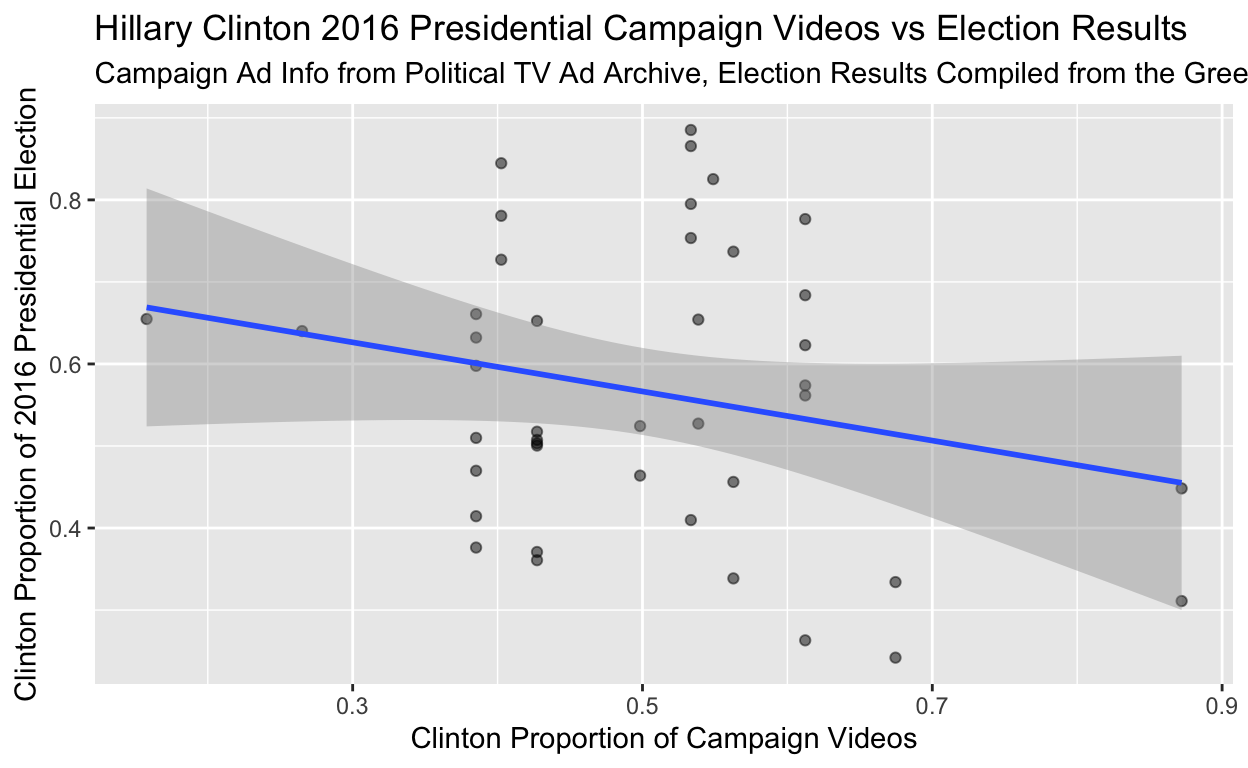 Hillary Clinton 2016 Presidential Campaign Videos vs Election Results
Campaign Ad Info from Political TV Ad Archive, Election Results Compiled from the Gree
Clinton Proportion of 2016 Presidential Election
0.8
0.6
0.4
0.3
0.5
0.7
0.9
Clinton Proportion of Campaign Videos